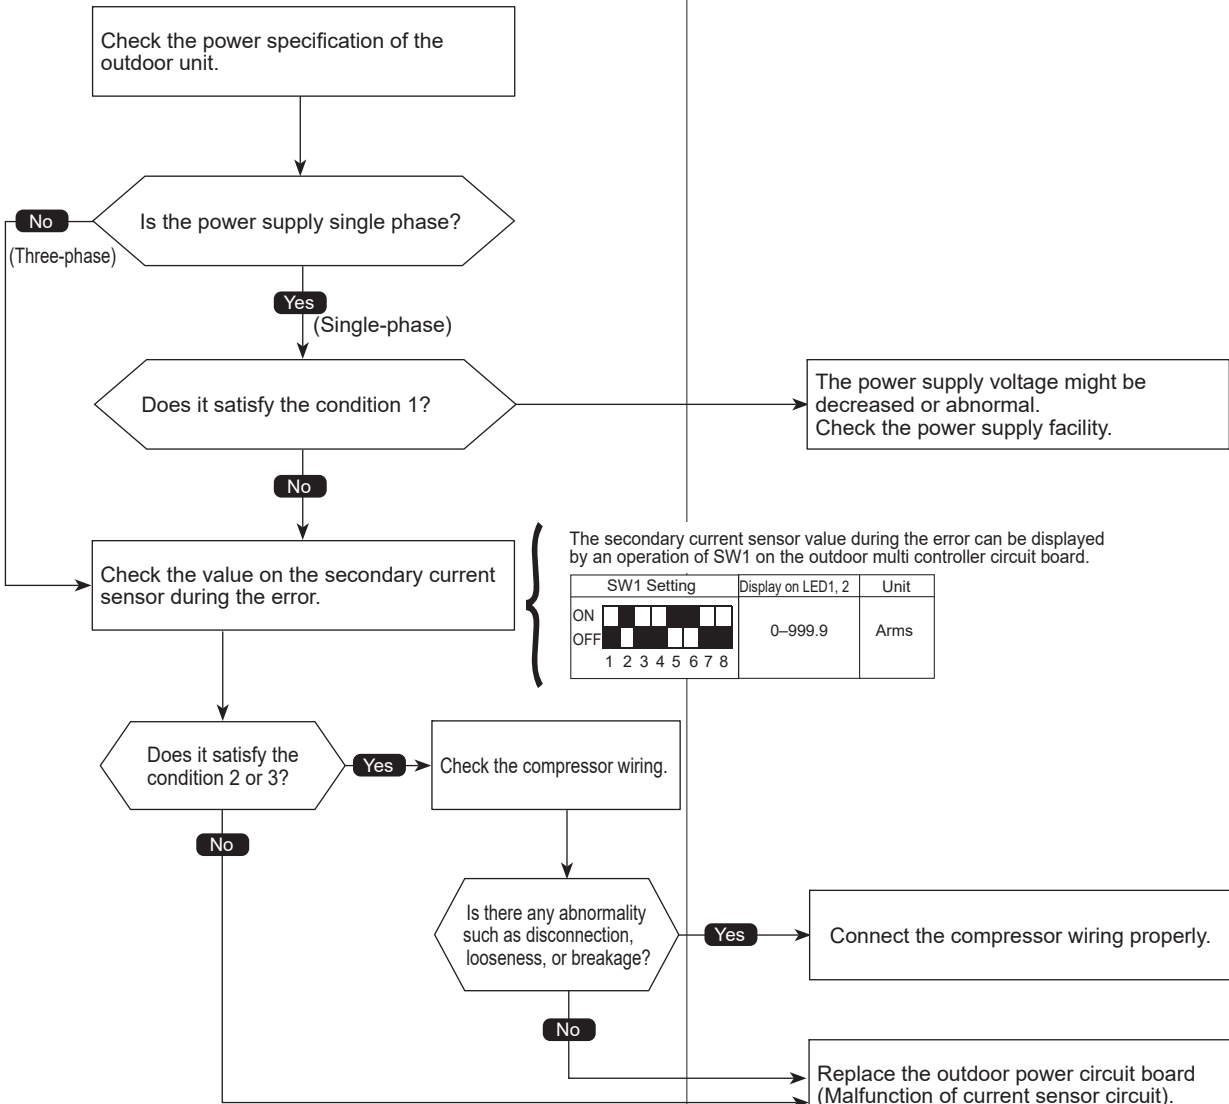 Check the power specification of the
outdoor unit.
Is the power supply single phase?
No
(Three-phase)
Yes
(Single-phase)
Does it satisfy the condition 1?
The power supply voltage might be
decreased or abnormal.
Check the power supply facility.
No
The secondary current sensor value during the error can be displayed
by an operation of SW1 on the outdoor multi controller circuit board.
SW1 Setting
Display on LED1, 2
Unit
ON
OFF
1 2 3 4 5 6 7 8
0–999.9
Arms
Check the value on the secondary current
sensor during the error.
Does it satisfy the
condition 2 or 3?
Yes
Check the compressor wiring.
No
Is there any abnormality
such as disconnection,
looseness, or breakage?
Yes
Connect the compressor wiring properly.
No
Replace the outdoor power circuit board
(Malfunction of current sensor circuit).